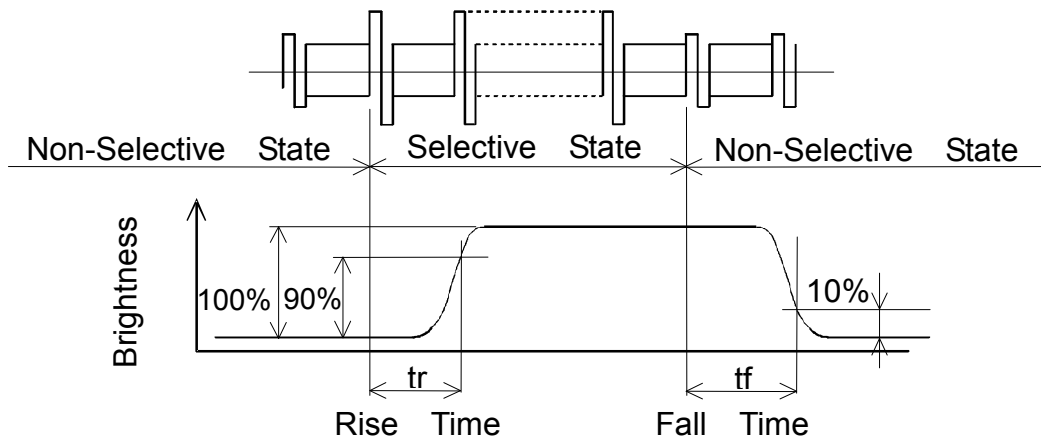 Non-Selective State Selective State Non-Selective State
Brightness
100% 90% 10%
tr tf
Rise Time Fall Time